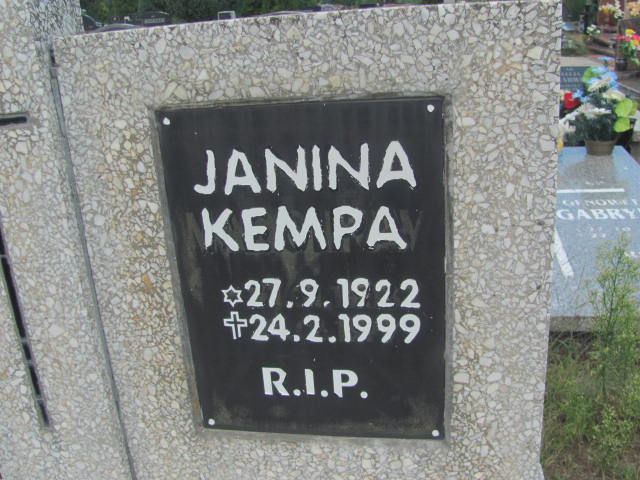 JANINA
KEMPA
✡27.9.1922
✝24.2.1999
R.I.P.